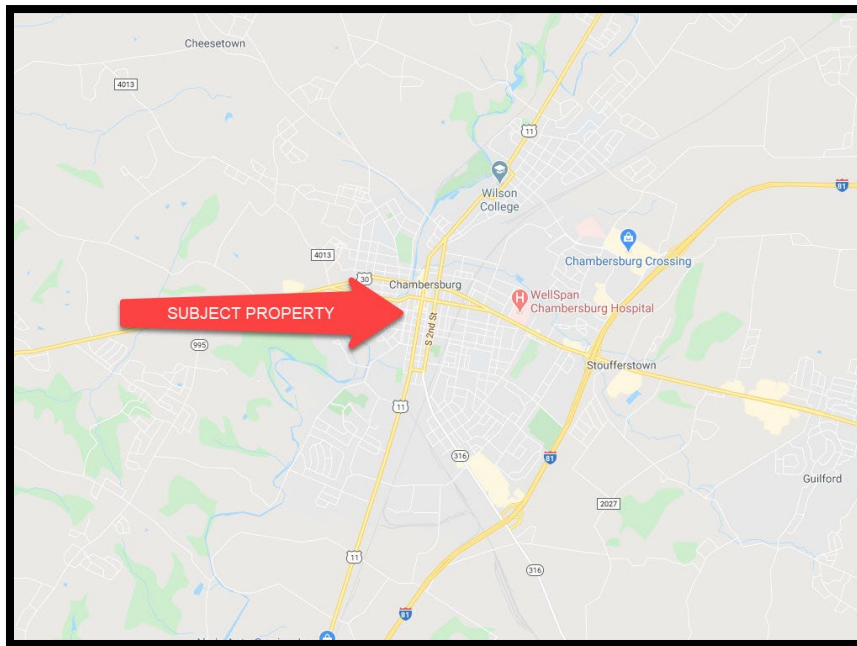 Cheesetown
4013
11
Wilson
College
81
4013
Chambersburg Crossing
30
Chambersburg
WellSpan
Chambersburg Hospital
SUBJECT PROPERTY
S 2nd St
995
Stoufferstown
11
316
81
Guilford
2027
11
316
81